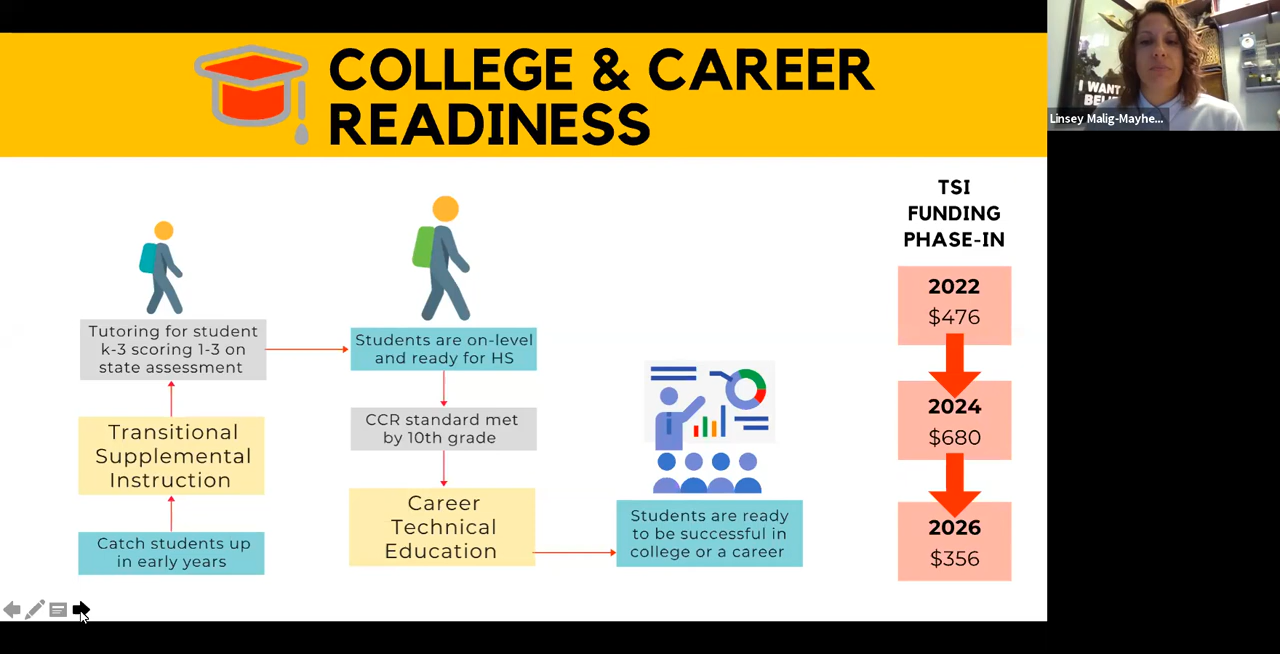 COLLEGE & CAREER
READINESS
I WANT
Linsey Malig-Mayhe...
TSI
FUNDING
PHASE-IN
2022
$476
2024
$680
2026
$356
Tutoring for student
k-3 scoring 1-3 on
state assessment
Transitional
Supplemental
Instruction
Catch students up
in early years
Students are on-level
and ready for HS
CCR standard met
by 10th grade
Career
Technical
Education
Students are ready
to be successful in
college or a career